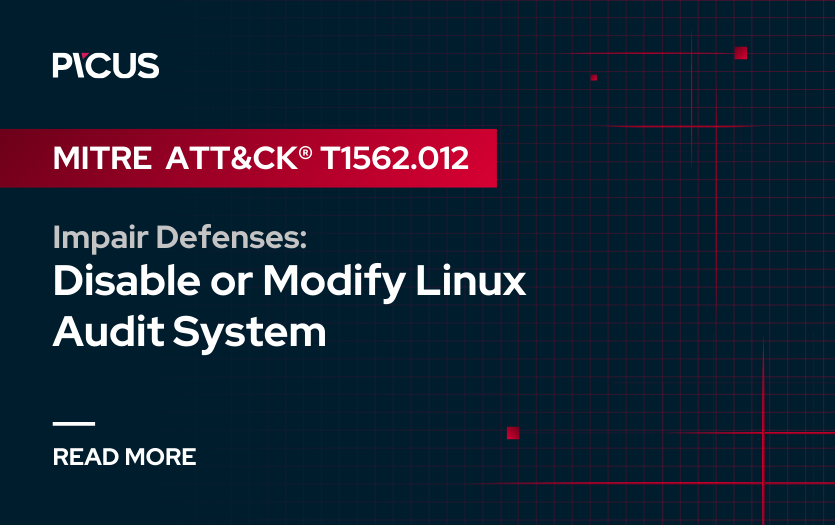 PICUS
MITRE ATT&CK® T1562.012
Impair Defenses:
Disable or Modify Linux
Audit System
READ MORE